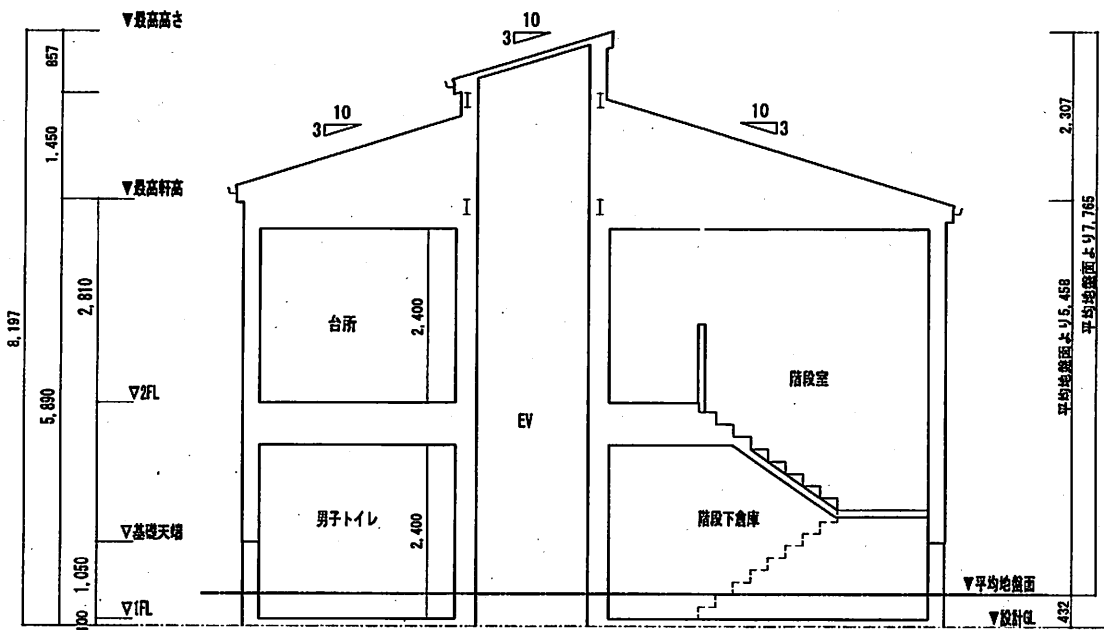 ▼最高高さ
10
3
857
10
3
10
3
1,450
2,307
▼最高軒高
平均地盤面より7,765
8,197
5,890
2,810
台所
2,400
階段室
平均地盤面より5,458
▽2FL
EV
男子トイレ
2,400
階段下倉庫
▼基礎天端
1,050
▼平均地盤面
▽1FL
▼設計GL
432